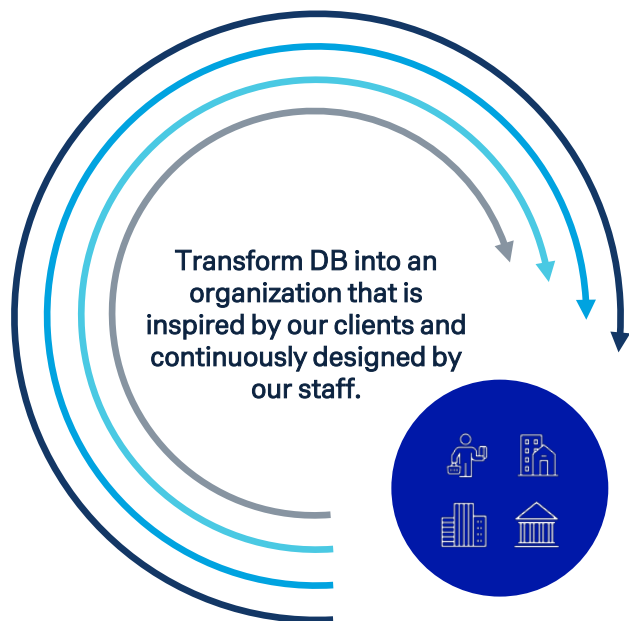 Transform DB into an
organization that is
inspired by our clients and
continuously designed by
our staff.